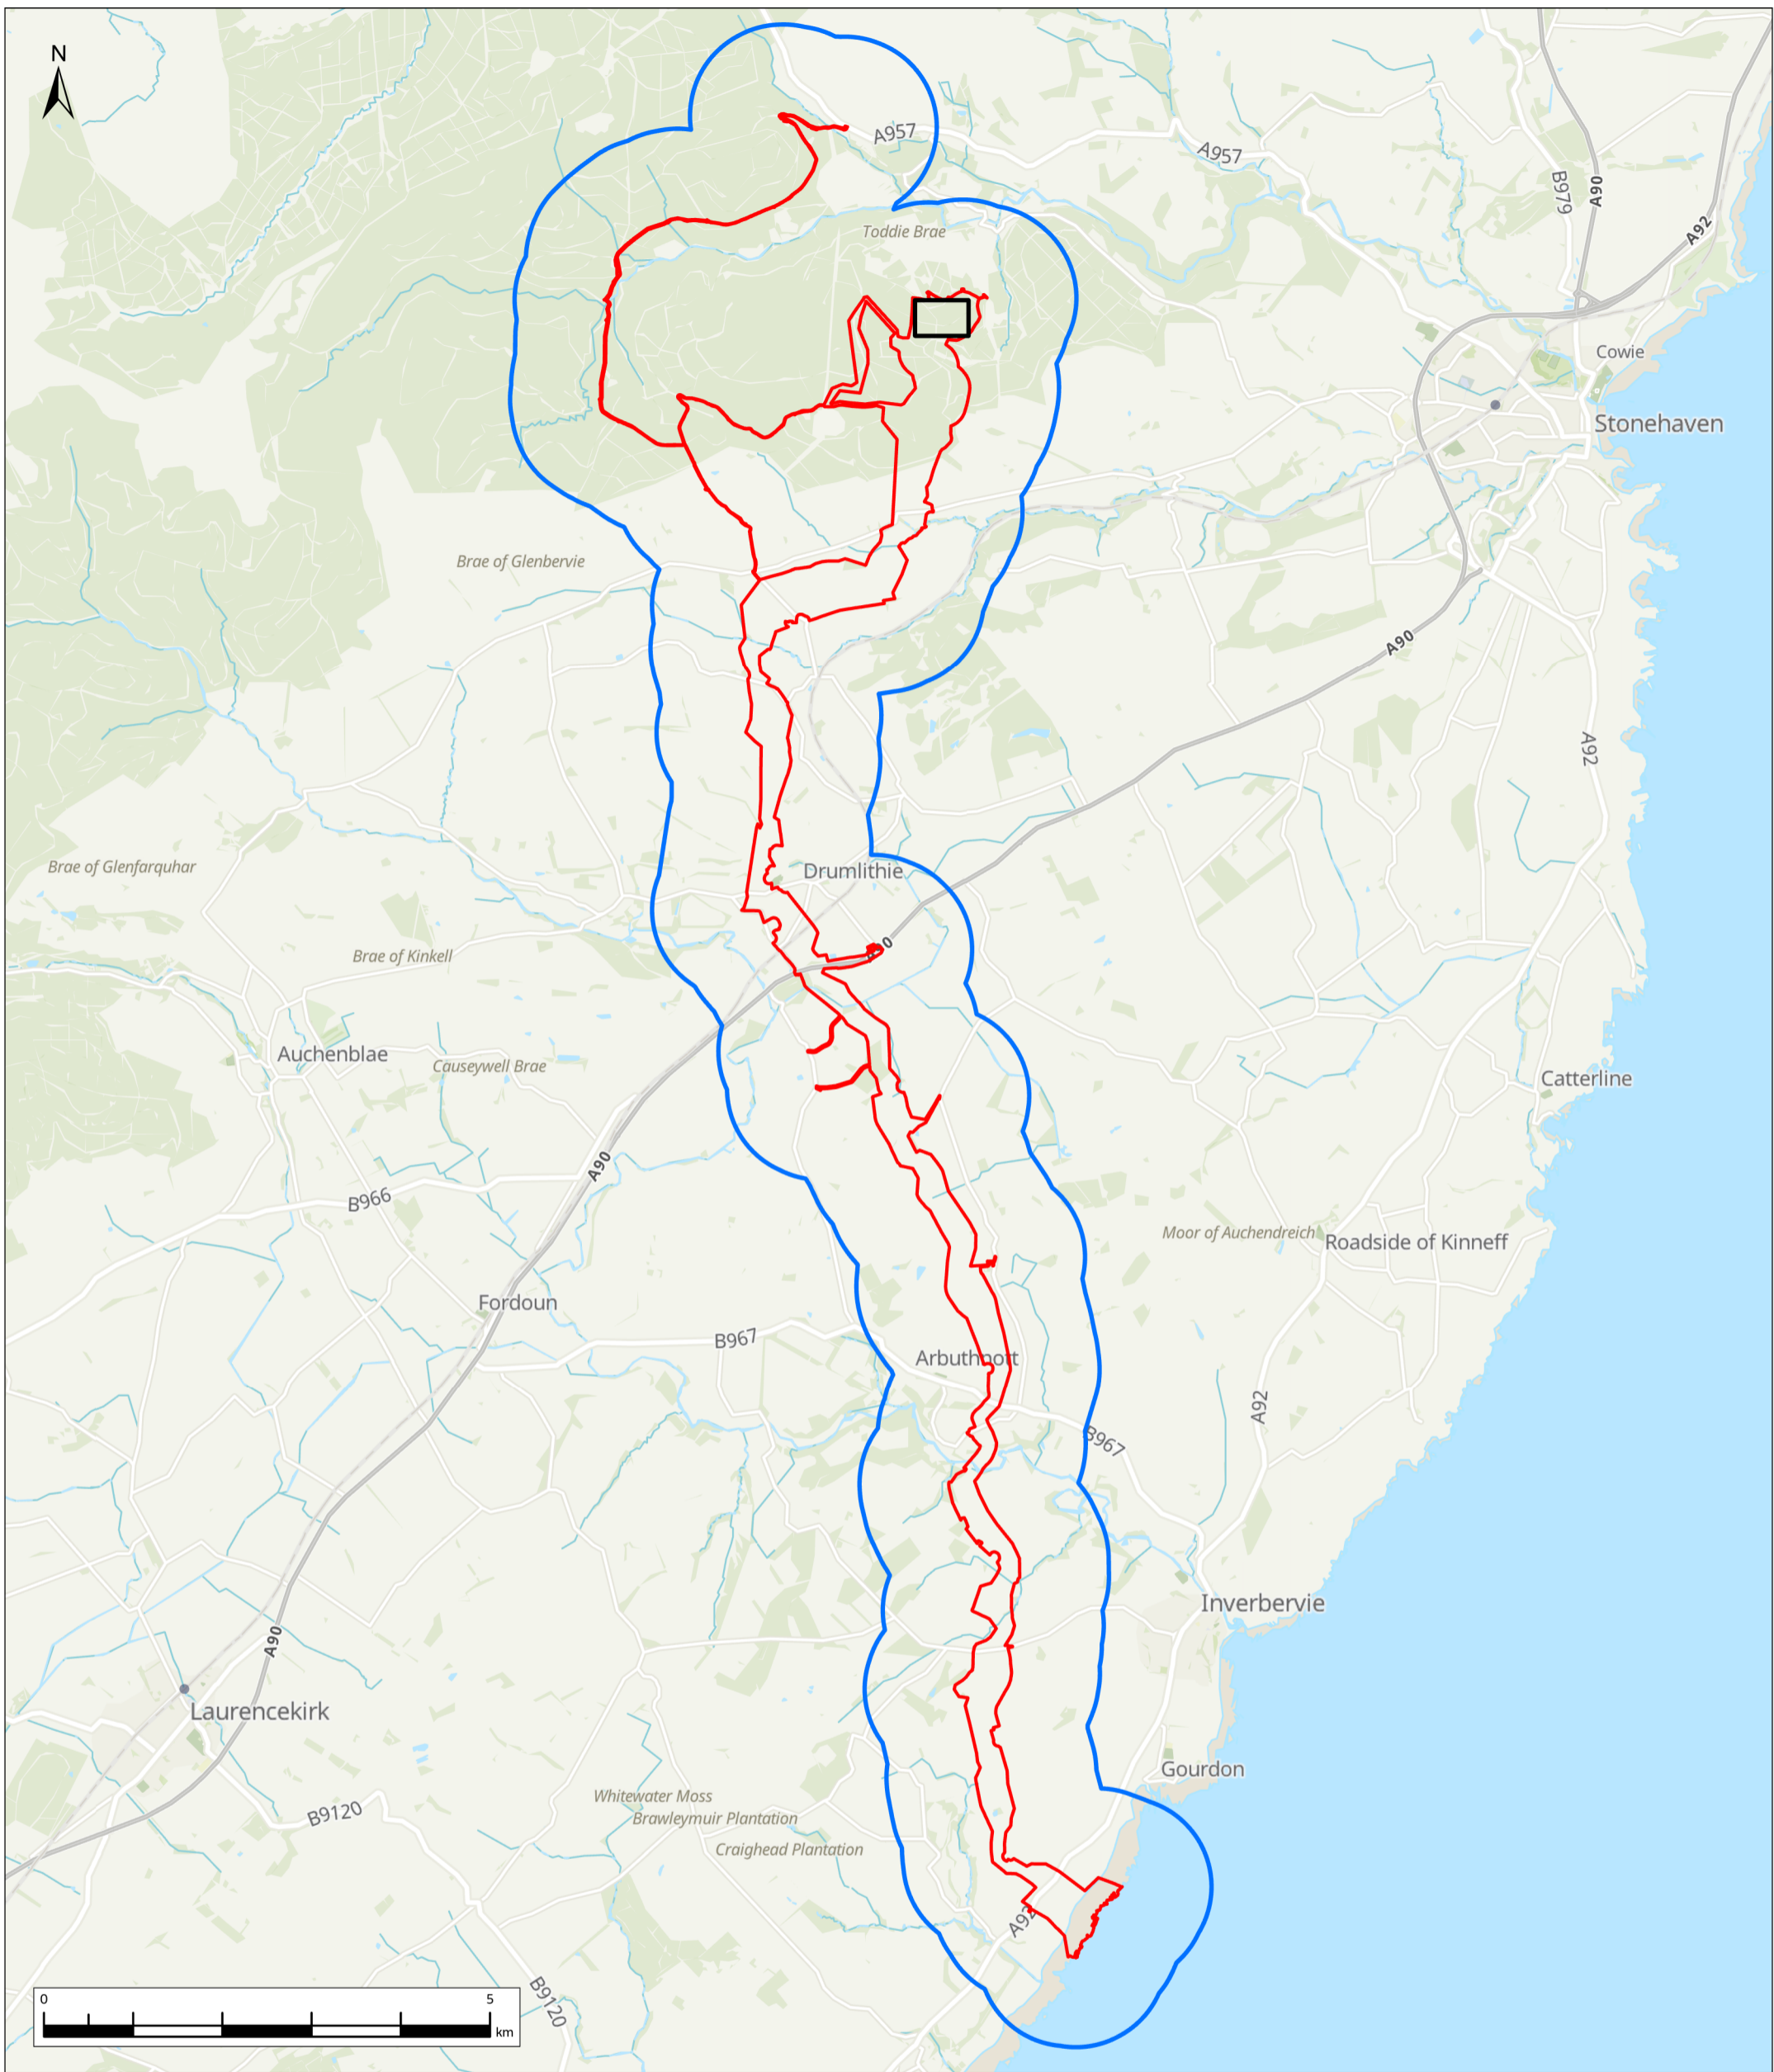 N
A957
A957
B979
A90
A92
Toddie Brae
Cowie
Stonehaven
Brae of Glenbervie
A90
A92
Brae of Glenfarquhar
Drumlithie
Brae of Kinkell
Auchenblae
Causeywell Brae
Catterline
A90
B966
Moor of Auchendreich
Roadside of Kinneff
Fordoun
B967
Arbuthnott
A92
B967
Inverbervie
A90
Laurencekirk
Gourdon
Whitewater Moss
B9120
Brawleymuir Plantation
Craighead Plantation
A92
B9120
0 5
km